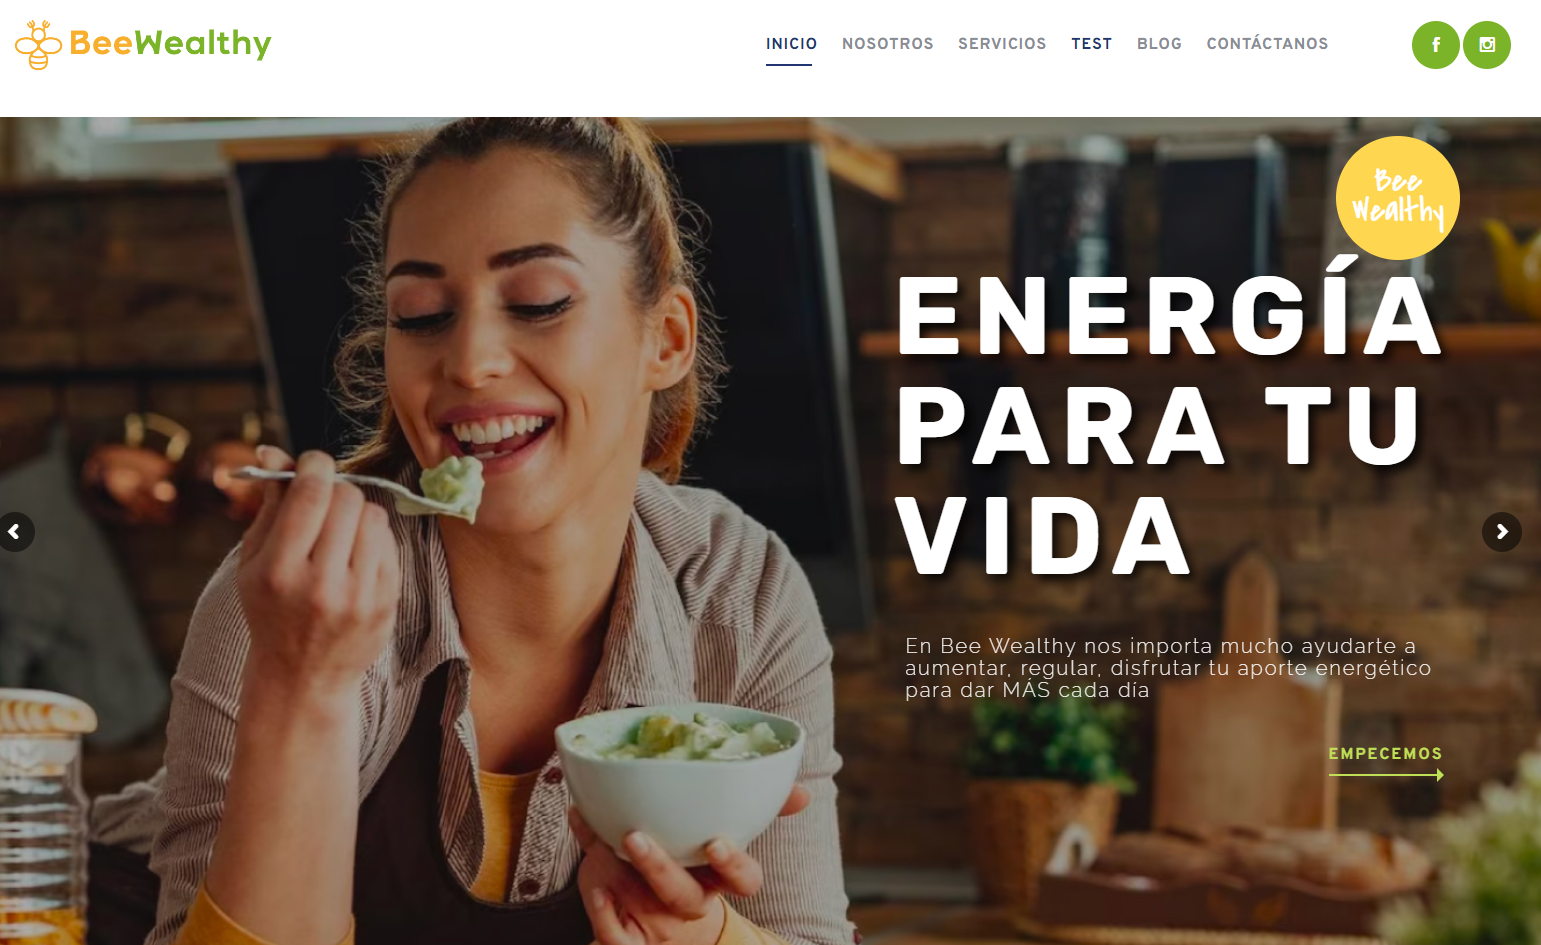 BeeWealthy
INICIO NOSOTROS SERVICIOS TEST BLOG CONTÁCTANOS
Bee
Wealthy
ENERGÍA
PARA TU
VIDA
En Bee Wealthy nos importa mucho ayudarte a
aumentar, regular, disfrutar tu aporte energético
para dar MÁS cada día
EMPECEMOS